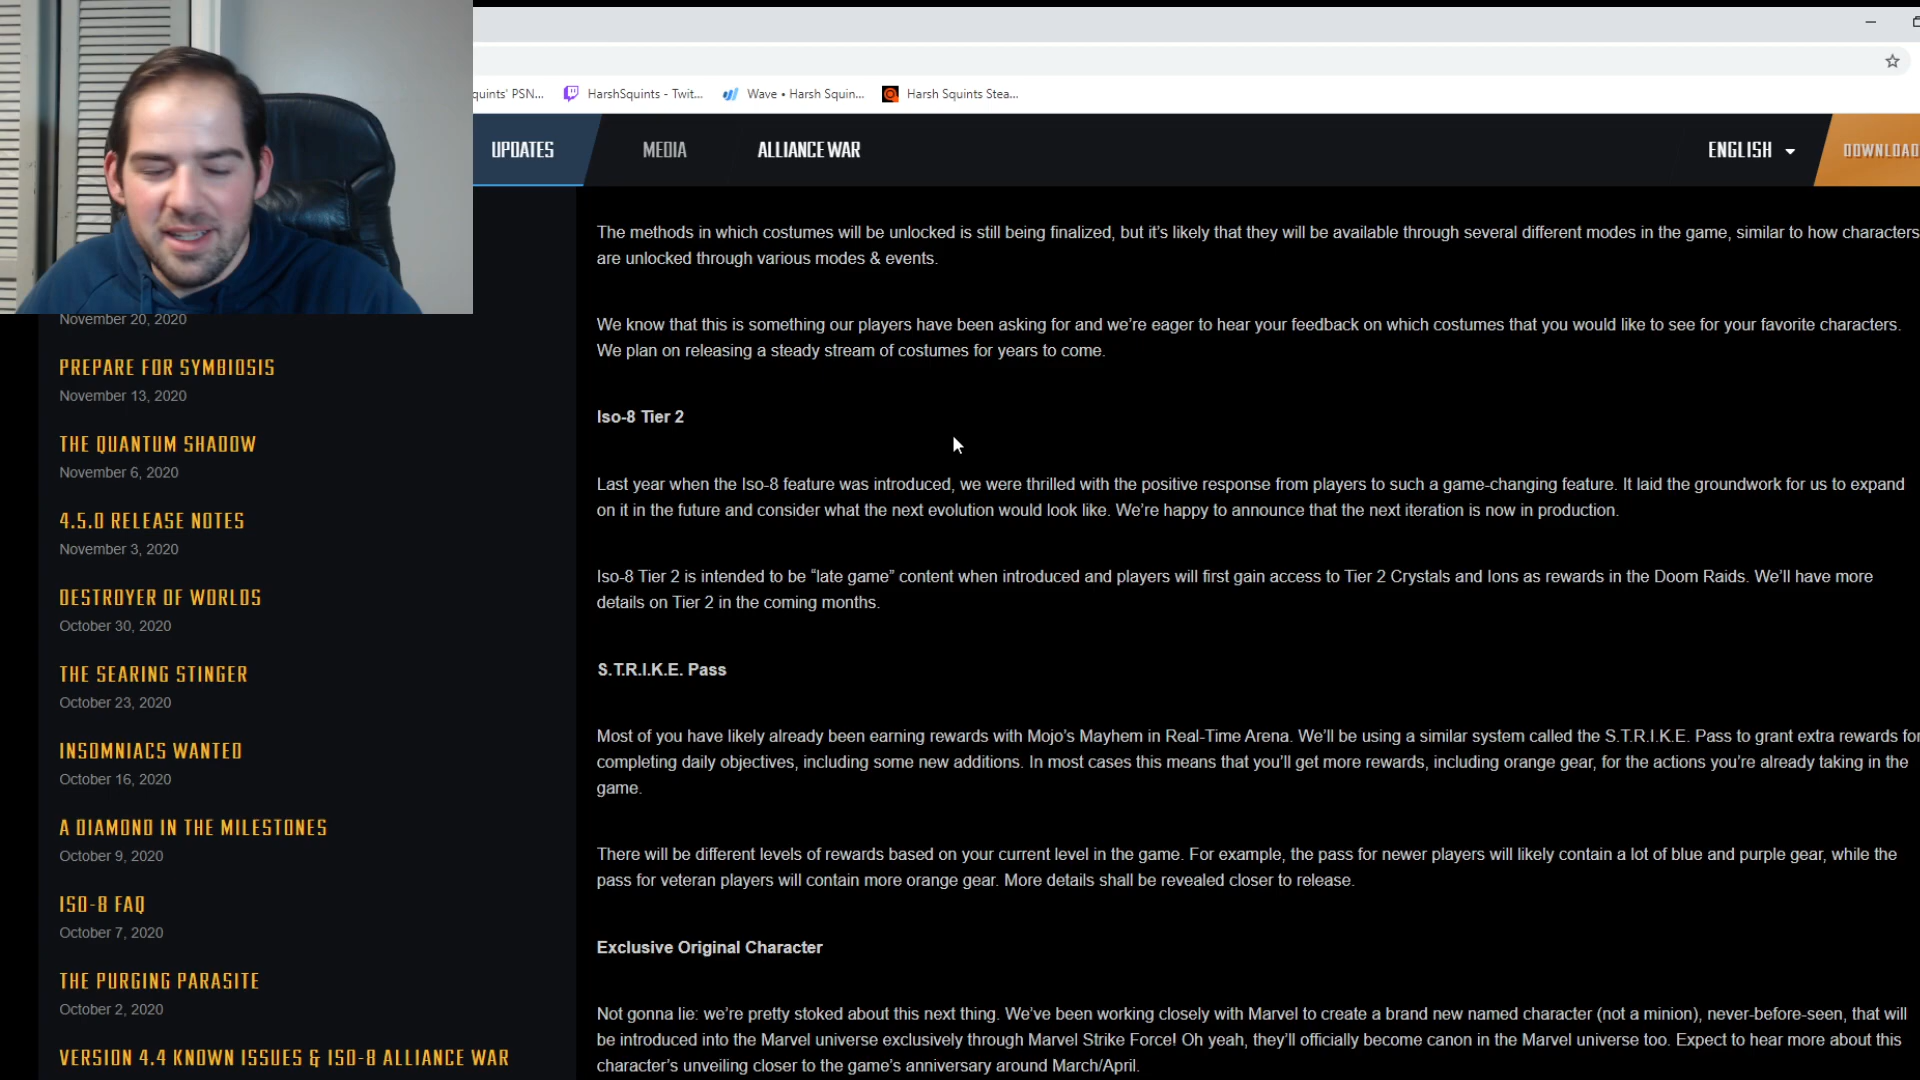 quints' PSN... HarshSquints - Twit... Wave • Harsh Squin... Harsh Squints Stea...
UPDATES MEDIA ALLIANCE WAR ENGLISH DOWNLOAD
November 20, 2020
PREPARE FOR SYMBIOSIS
November 13, 2020
THE QUANTUM SHADOW
November 6, 2020
4.5.0 RELEASE NOTES
November 3, 2020
DESTROYER OF WORLDS
October 30, 2020
THE SEARING STINGER
October 23, 2020
INSOMNIACS WANTED
October 16, 2020
A DIAMOND IN THE MILESTONES
October 9, 2020
ISO-8 FAQ
October 7, 2020
THE PURGING PARASITE
October 2, 2020
VERSION 4.4 KNOWN ISSUES & ISO-8 ALLIANCE WAR
The methods in which costumes will be unlocked is still being finalized, but it's likely that they will be available through several different modes in the game, similar to how characters
are unlocked through various modes & events.
We know that this is something our players have been asking for and we're eager to hear your feedback on which costumes that you would like to see for your favorite characters.
We plan on releasing a steady stream of costumes for years to come.
Iso-8 Tier 2
Last year when the Iso-8 feature was introduced, we were thrilled with the positive response from players to such a game-changing feature. It laid the groundwork for us to expand
on it in the future and consider what the next evolution would look like. We're happy to announce that the next iteration is now in production.
Iso-8 Tier 2 is intended to be “late game” content when introduced and players will first gain access to Tier 2 Crystals and Ions as rewards in the Doom Raids. We'll have more
details on Tier 2 in the coming months.
S.T.R.I.K.E. Pass
Most of you have likely already been earning rewards with Mojo's Mayhem in Real-Time Arena. We'll be using a similar system called the S.T.R.I.K.E. Pass to grant extra rewards for
completing daily objectives, including some new additions. In most cases this means that you'll get more rewards, including orange gear, for the actions you're already taking in the
game.
There will be different levels of rewards based on your current level in the game. For example, the pass for newer players will likely contain a lot of blue and purple gear, while the
pass for veteran players will contain more orange gear. More details shall be revealed closer to release.
Exclusive Original Character
Not gonna lie: we're pretty stoked about this next thing. We've been working closely with Marvel to create a brand new named character (not a minion), never-before-seen, that will
be introduced into the Marvel universe exclusively through Marvel Strike Force! Oh yeah, they'll officially become canon in the Marvel universe too. Expect to hear more about this
character's unveiling closer to the game's anniversary around March/April.